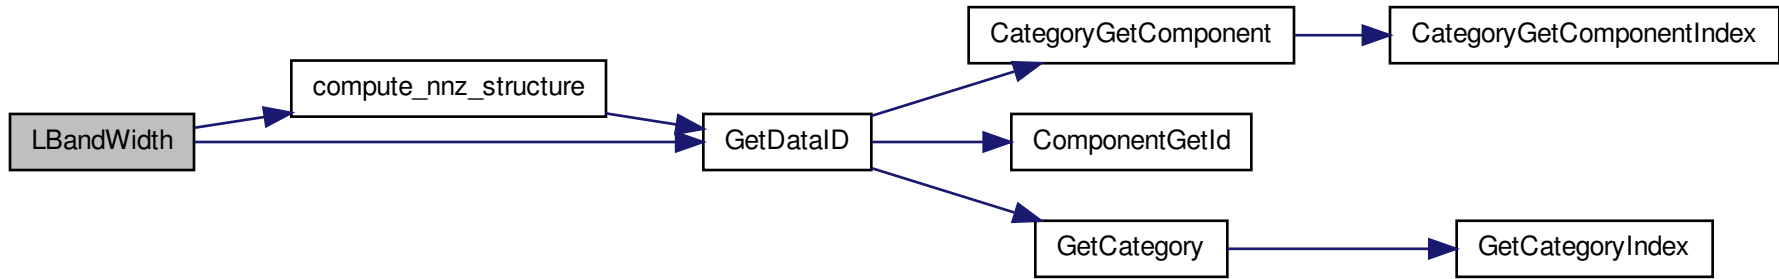 LBandWidth
compute_nnz_structure
GetDataID
CategoryGetComponent
CategoryGetComponentIndex
ComponentGetId
GetCategory
GetCategoryIndex